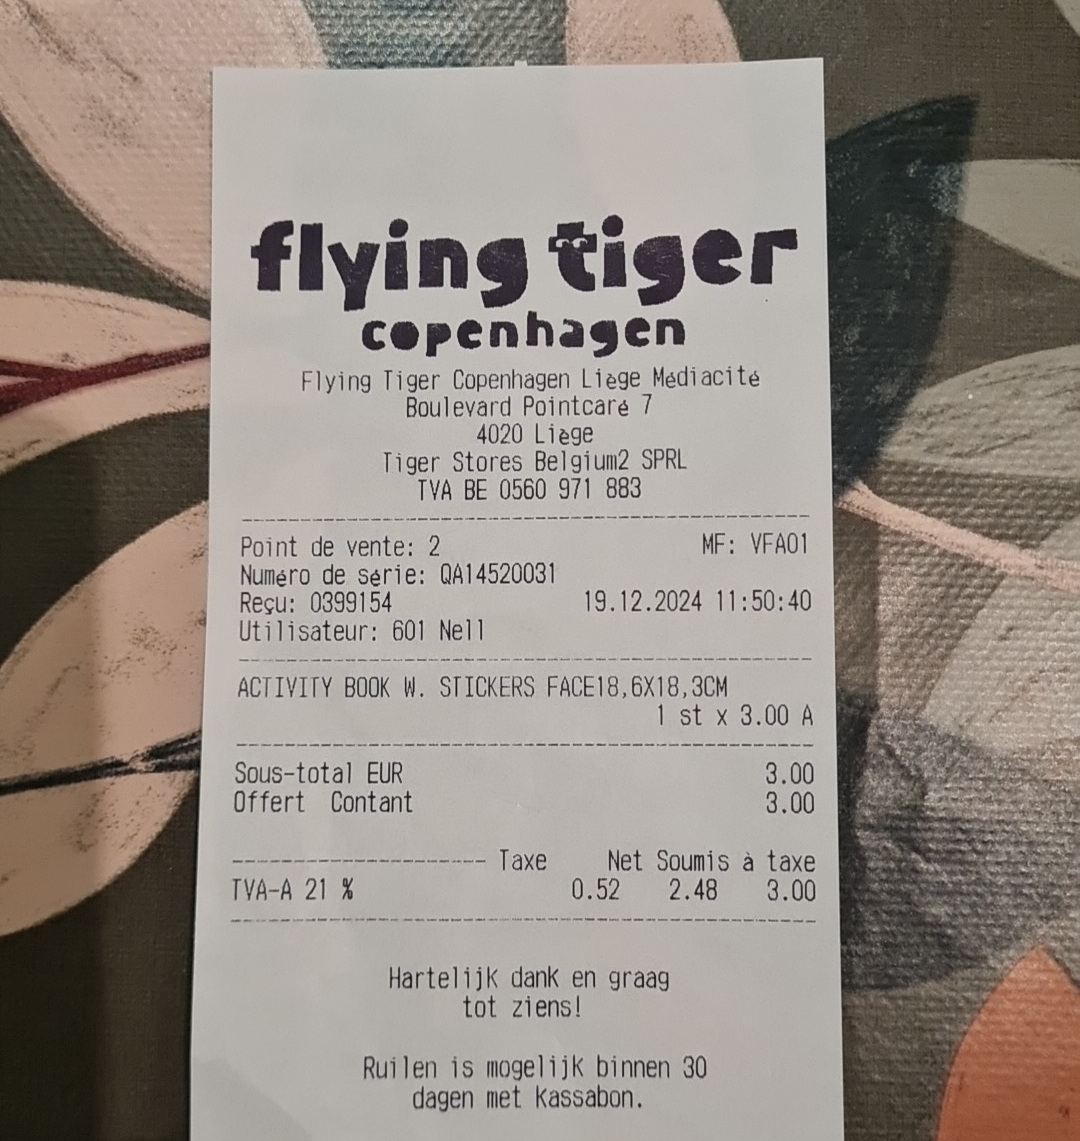 flying tiger
copenhagen
Flying Tiger Copenhagen Liège Médiacité
Boulevard Pointcaré 7
4020 Liège
Tiger Stores Belgium2 SPRL
TVA BE 0560 971 883
Point de vente: 2 MF: VFA01
Numéro de série: QA14520031
Reçu: 0399154 19.12.2024 11:50:40
Utilisateur: 601 Nell
ACTIVITY BOOK W. STICKERS FACE18,6X18,3CM
1 st x 3.00 A
Sous-total EUR 3.00
Offert Contant 3.00
Taxe Net Soumis à taxe
TVA-A 21 % 0.52 2.48 3.00
Hartelijk dank en graag
tot ziens!
Ruilen is mogelijk binnen 30
dagen met kassabon.